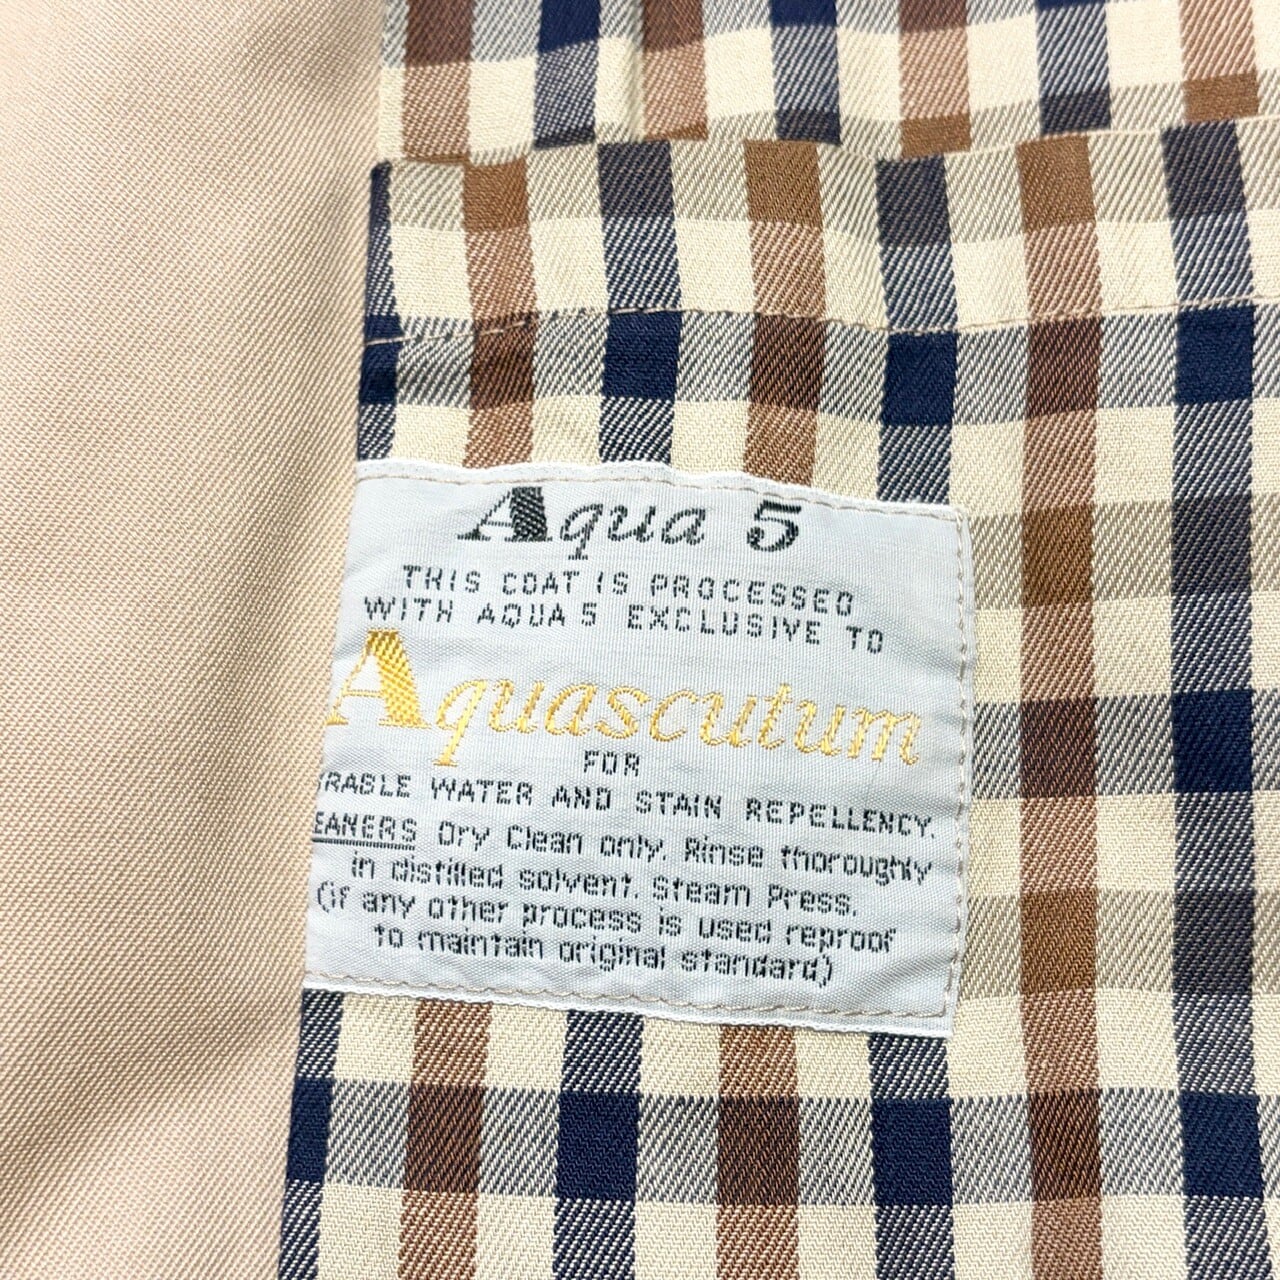 Aqua 5
THIS COAT IS PROCESSED
WITH AQUA 5 EXCLUSIVE TO
Aquascutum
FOR
RABLE WATER AND STAIN REPELLENCY.
EANERS Dry Clean only. Rinse thoroughly
in distilled solvent. Steam Press.
(if any other process is used reproof
to maintain original standard)